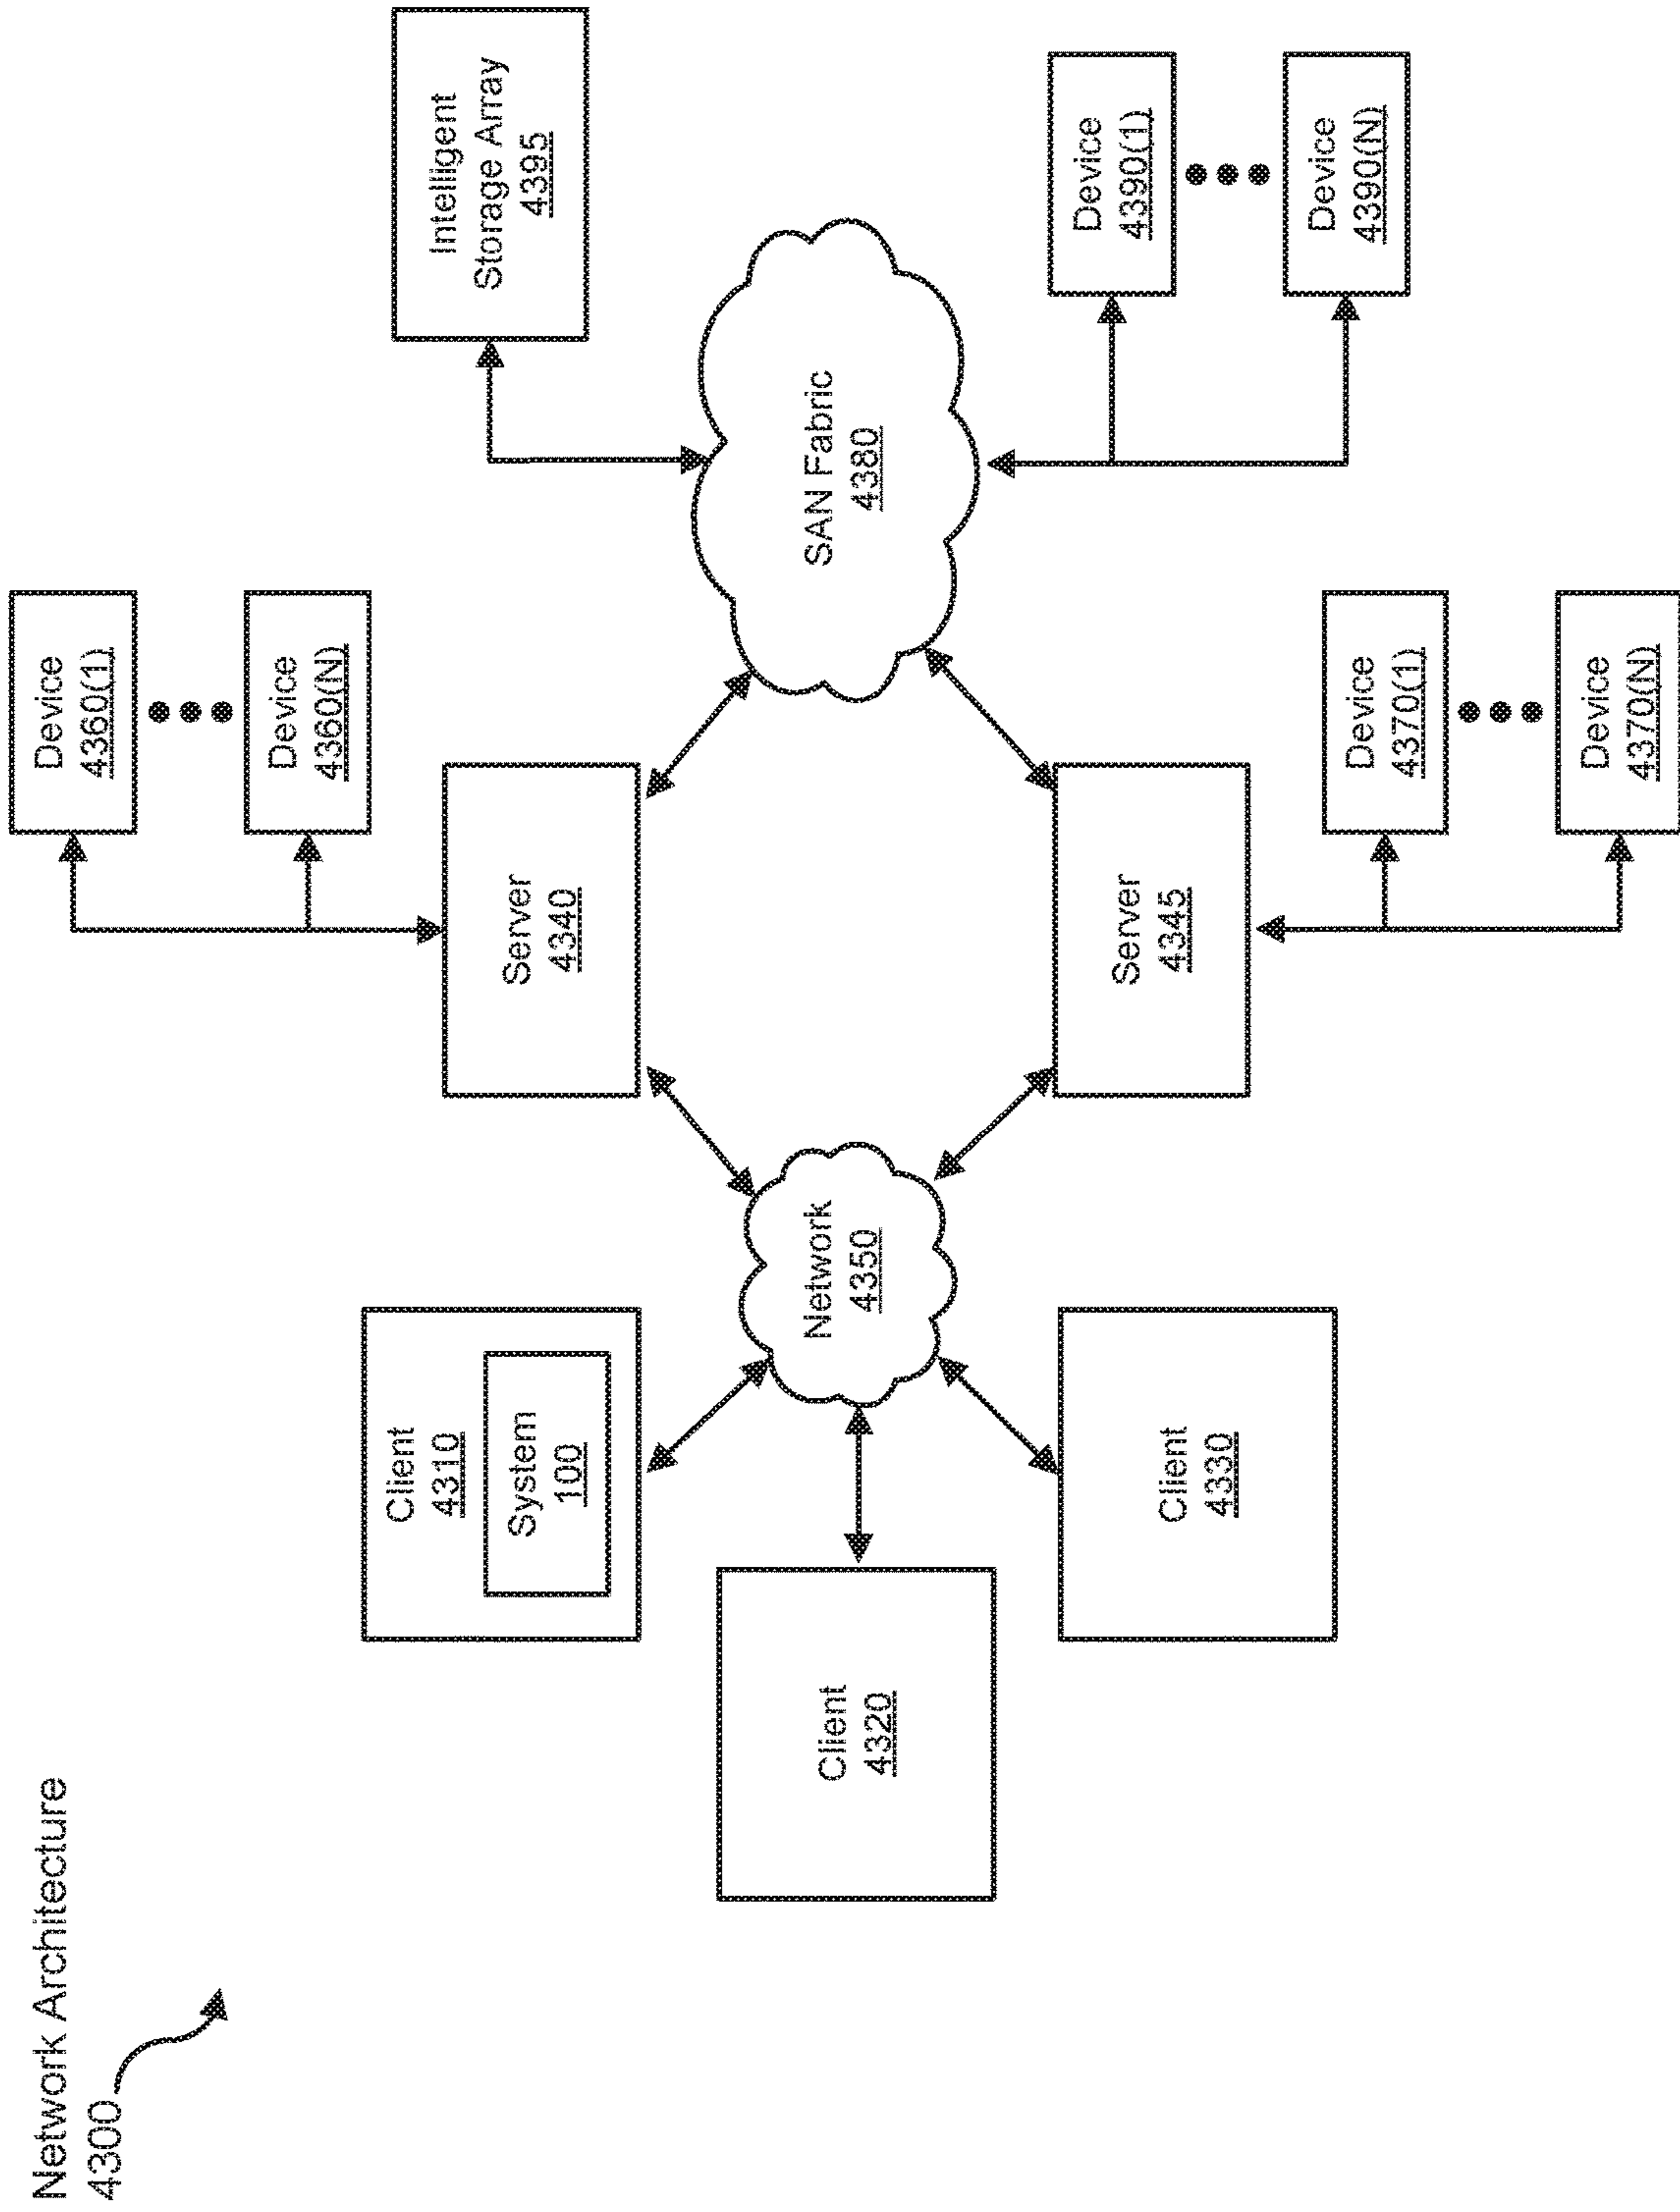 Network Architecture
4300
Client
4310
System
100
Client
4320
Client
4330
Network
4350
Server
4340
Server
4345
Device
4360(1)
Device
4360(N)
Device
4370(1)
Device
4370(N)
SAN Fabric
4380
Intelligent
Storage Array
4395
Device
4390(1)
Device
4390(N)